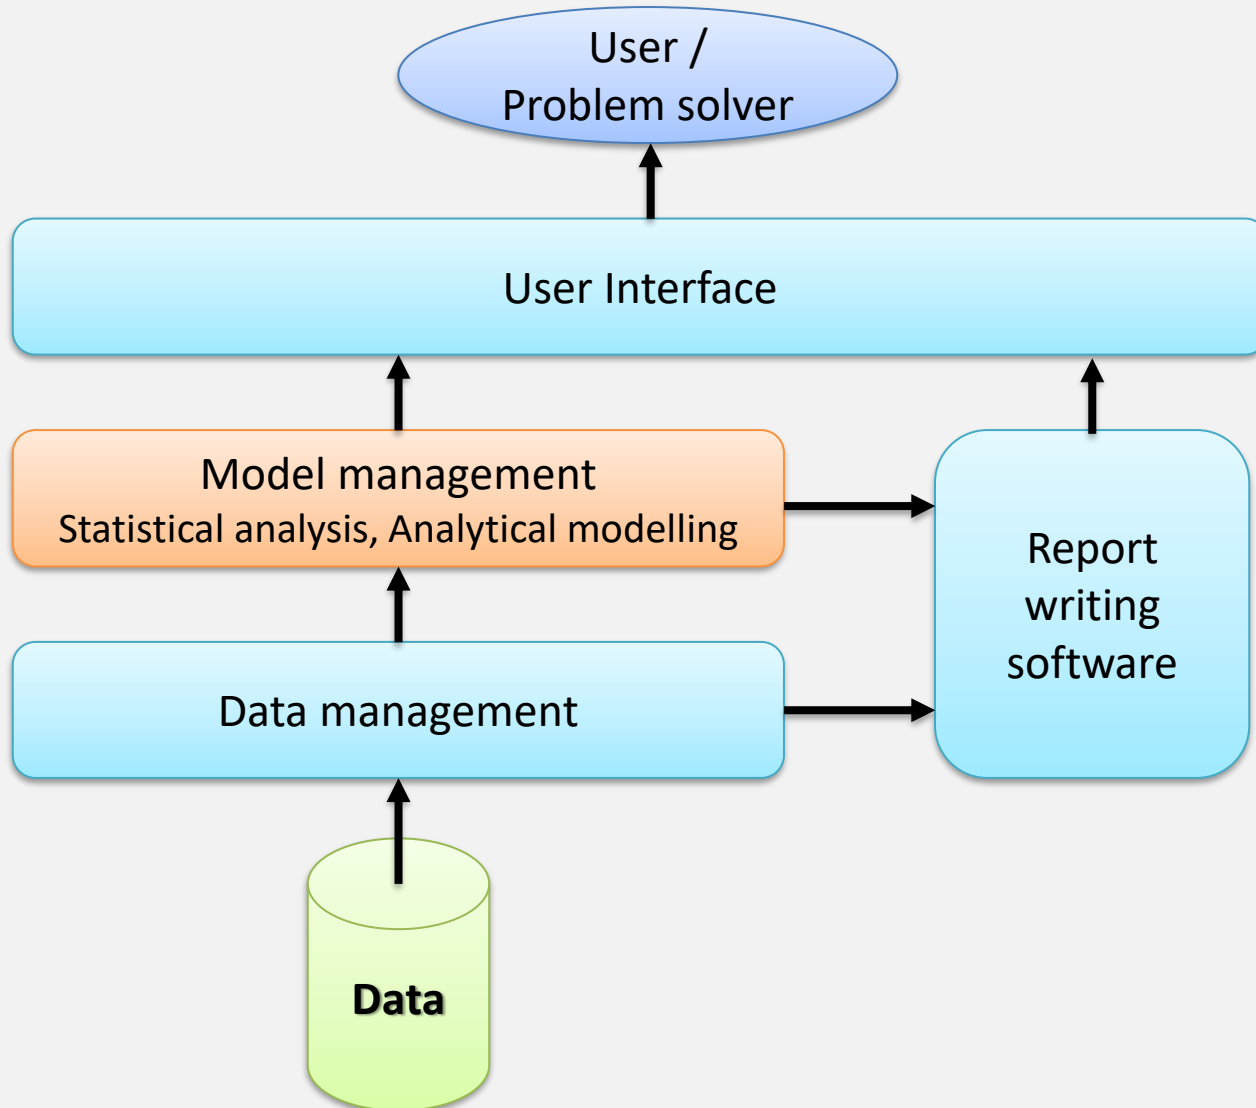 User /
Problem solver
User Interface
Model management
Statistical analysis, Analytical modelling
Report
writing
software
Data management
Data